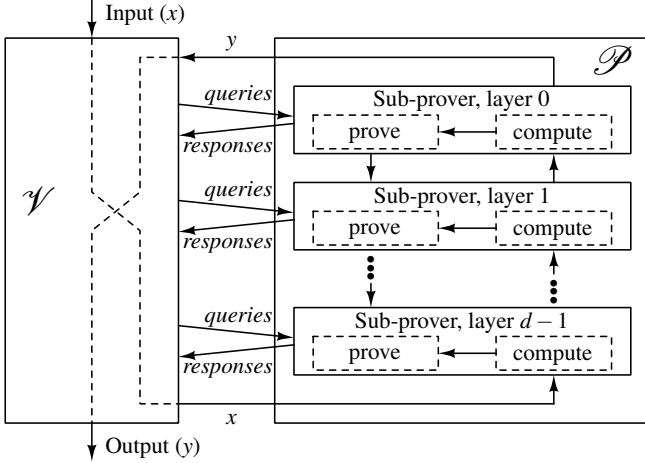 Input (x)
y
𝒫
queries
Sub-prover, layer 0
prove
compute
responses
𝒱
queries
Sub-prover, layer 1
prove
compute
responses
queries
Sub-prover, layer d − 1
prove
compute
responses
x
Output (y)